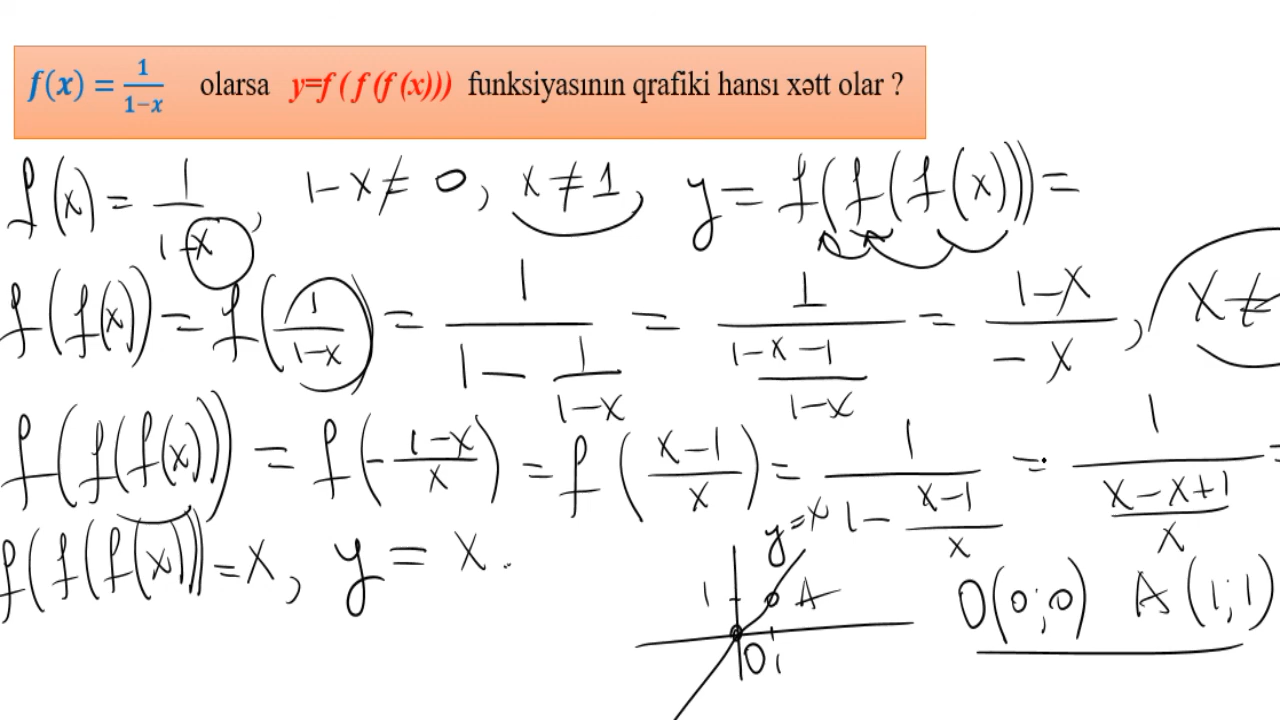 f(x) = 1/(1−x) olarsa y=f ( f (f (x))) funksiyasının qrafiki hansı xətt olar ?
f(x) = 1/(1−x), 1−x ≠ 0, x ≠ 1, y = f(f(f(x))) =
f(f(x)) = f(1/(1−x)) = 1/(1 − 1/(1−x)) = 1/((1−x−1)/(1−x)) = (1−x)/(−x), x ≠
f(f(f(x))) = f(−(1−x)/x) = f((x−1)/x) = 1/(1 − (x−1)/x) = 1/((x−x+1)/x) =
f(f(f(x))) = x, y = x.
y=x
1 A
O 1
O(0;0) A(1;1)